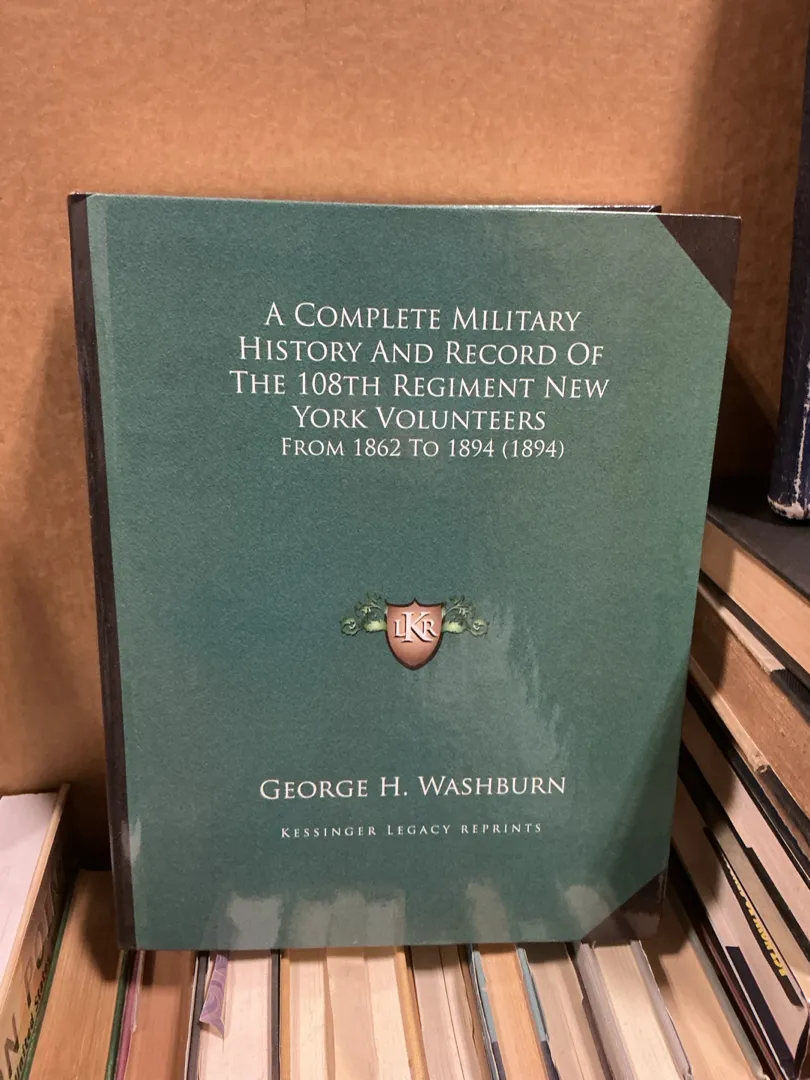 A COMPLETE MILITARY
HISTORY AND RECORD OF
THE 108TH REGIMENT NEW
YORK VOLUNTEERS
FROM 1862 TO 1894 (1894)
LKR
GEORGE H. WASHBURN
KESSINGER LEGACY REPRINTS